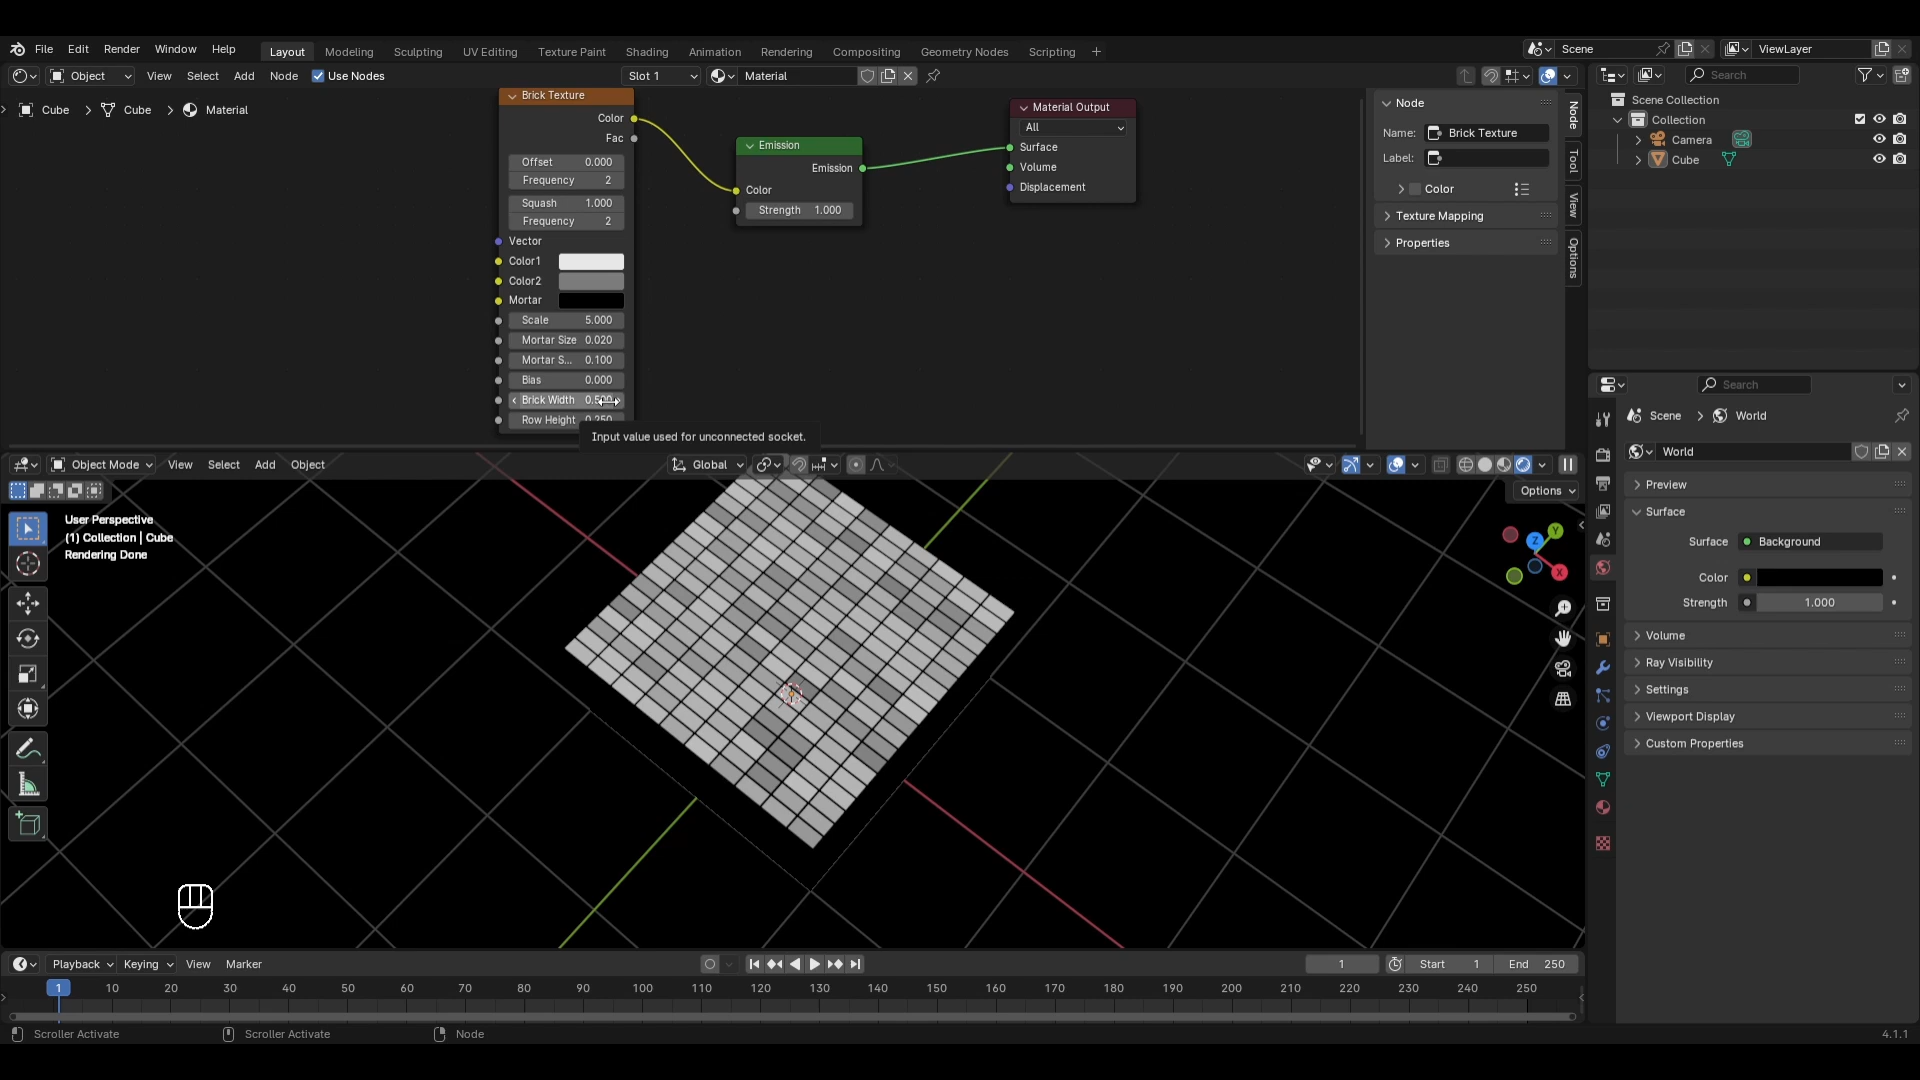 File Edit Render Window Help Layout Modeling Sculpting UV Editing Texture Paint Shading Animation Rendering Compositing Geometry Nodes Scripting + Scene ViewLayer
Object View Select Add Object Node Use Nodes Slot 1 Material Search
Cube > Cube > Material
Brick Texture
Color
Fac
Offset 0.000
Frequency 2
Squash 1.000
Frequency 2
Vector
Color1
Color2
Mortar
Scale 5.000
Mortar Size 0.020
Mortar S... 0.100
Bias 0.000
Brick Width
Row Height 0.250
Input value used for unconnected socket.
Emission
Emission
Color
Strength 1.000
Material Output
All
Surface
Volume
Displacement
Node
Name: Brick Texture
Label:
Color
Texture Mapping
Properties
Node
Tool
View
Options
Scene Collection
Collection
Camera
Cube
Object Mode View Select Add Object Global
Options
User Perspective
(1) Collection | Cube
Rendering Done
Z
Y
X
Search
Scene > World
World
Preview
Surface
Surface Background
Color
Strength 1.000
Volume
Ray Visibility
Settings
Viewport Display
Custom Properties
Playback Keying View Marker 1 Start 1 End 250
1 10 20 30 40 50 60 70 80 90 100 110 120 130 140 150 160 170 180 190 200 210 220 230 240 250
Scroller Activate Scroller Activate Node 4.1.1